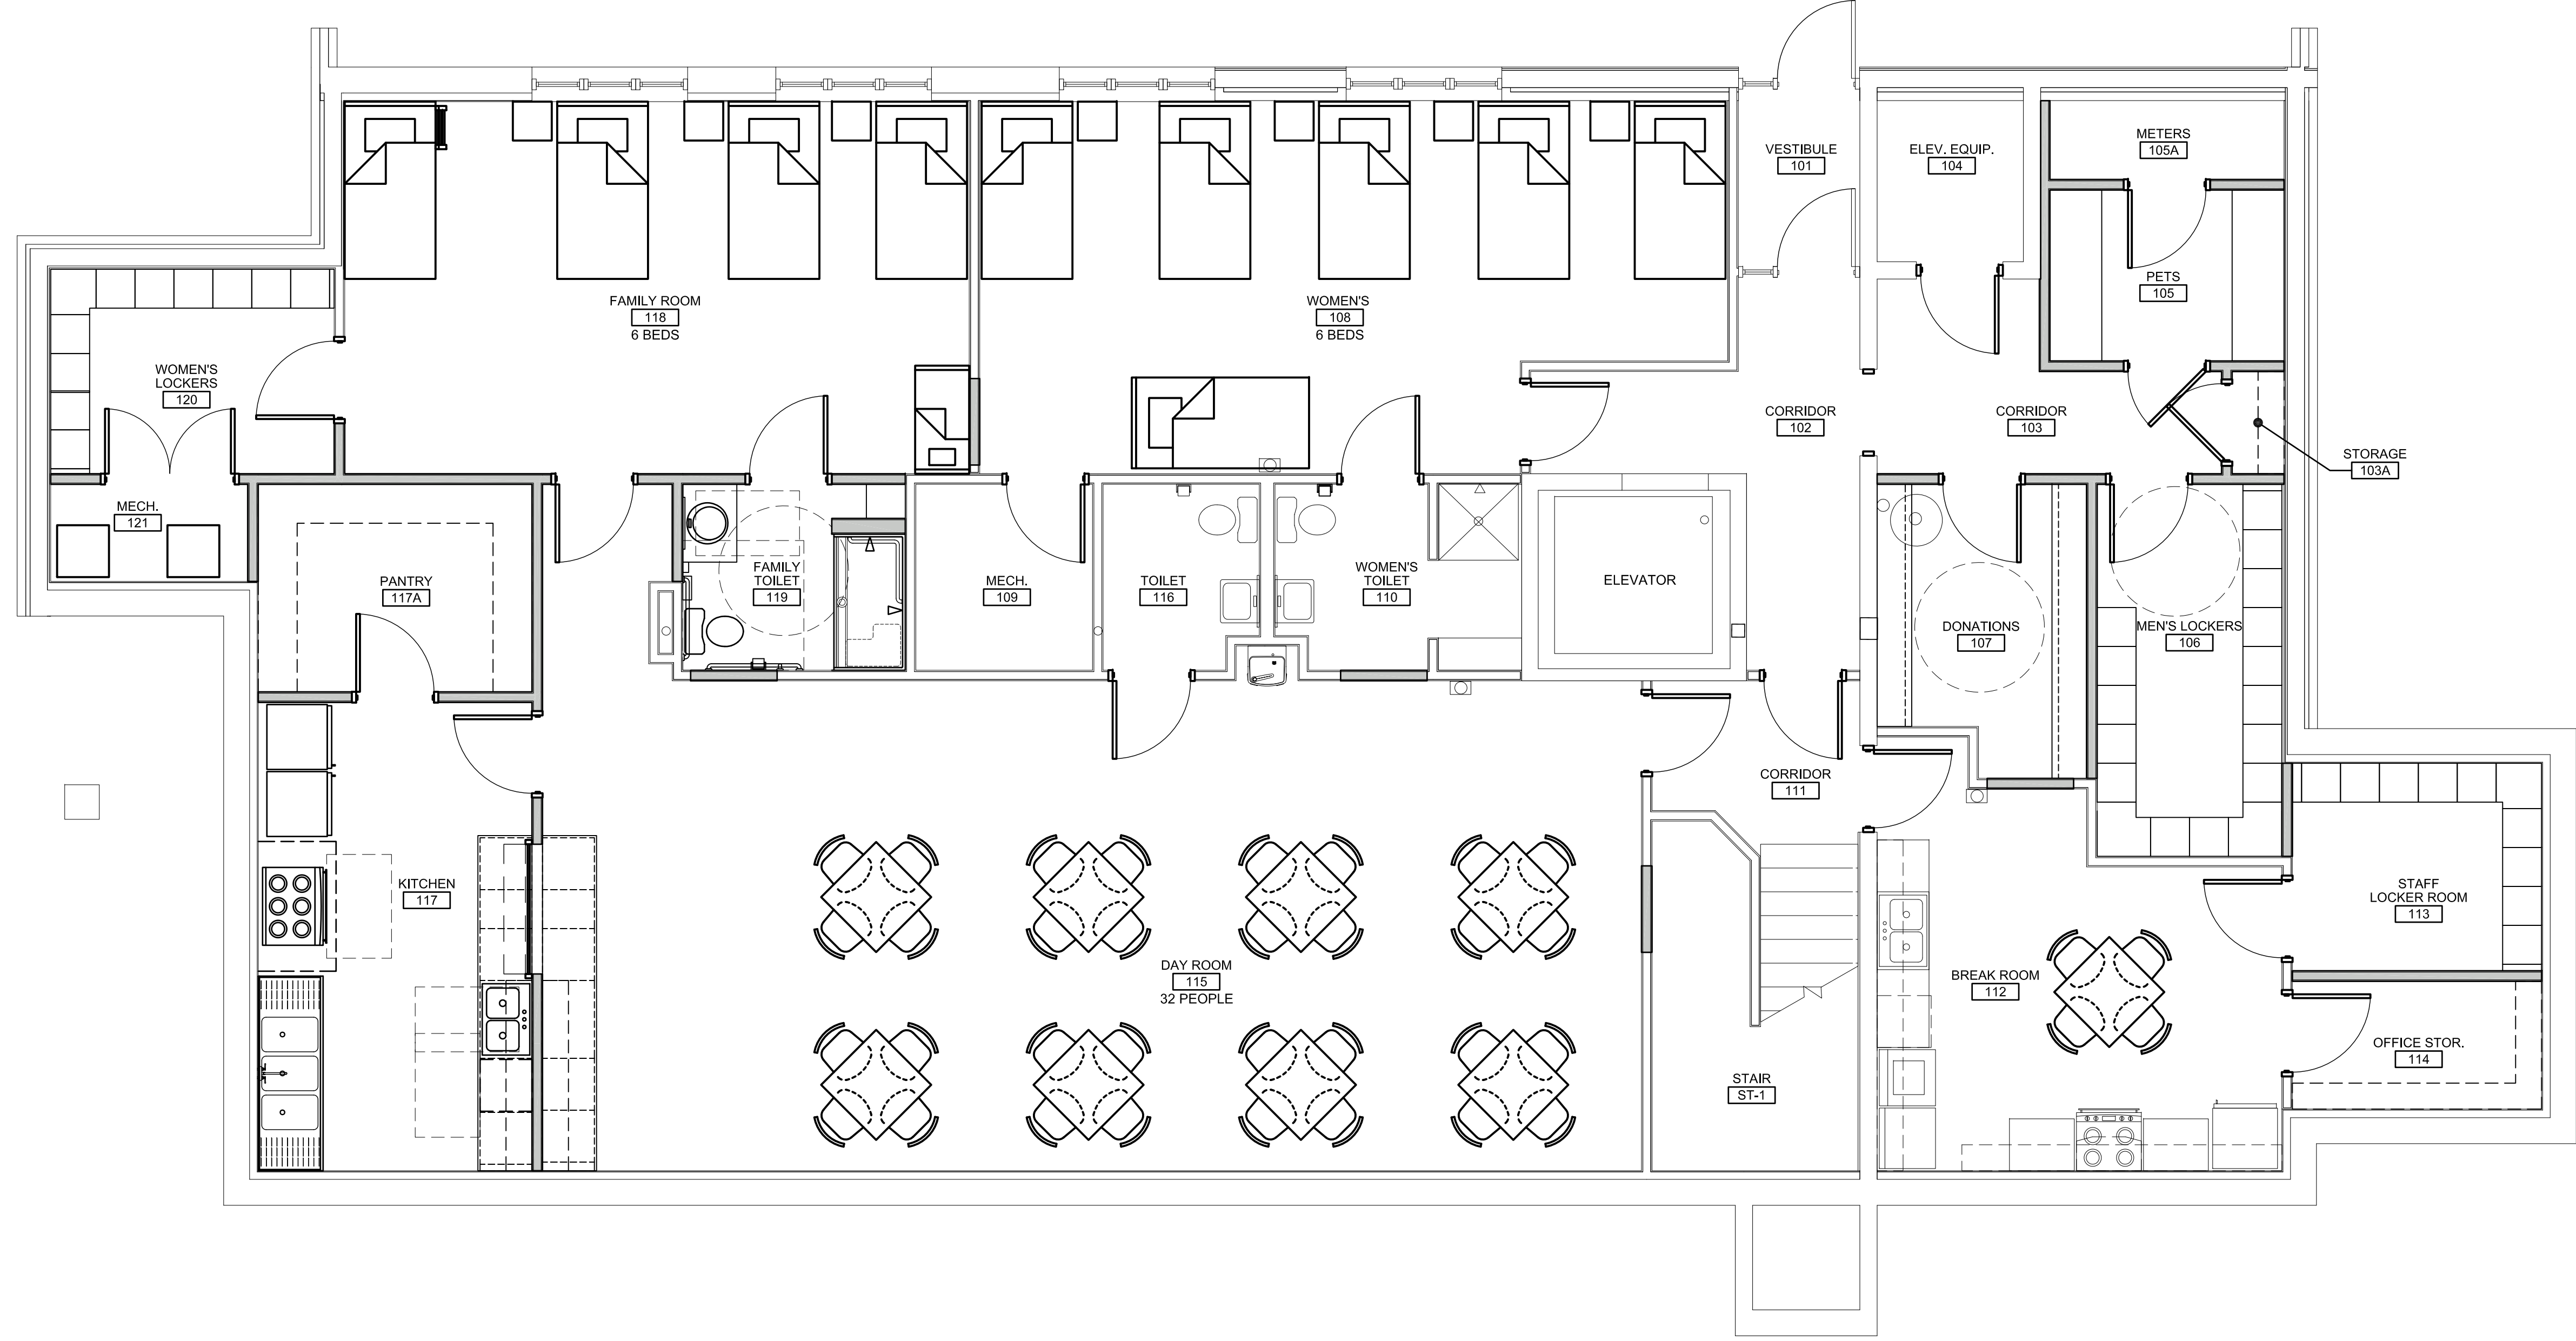 METERS
105A
VESTIBULE
101
ELEV. EQUIP.
104
PETS
105
FAMILY ROOM
118
6 BEDS
WOMEN'S
108
6 BEDS
WOMEN'S
LOCKERS
120
CORRIDOR
102
CORRIDOR
103
STORAGE
103A
MECH.
121
PANTRY
117A
FAMILY
TOILET
119
MECH.
109
TOILET
116
WOMEN'S
TOILET
110
ELEVATOR
DONATIONS
107
MEN'S LOCKERS
106
CORRIDOR
111
KITCHEN
117
STAFF
LOCKER ROOM
113
DAY ROOM
115
32 PEOPLE
BREAK ROOM
112
OFFICE STOR.
114
STAIR
ST-1